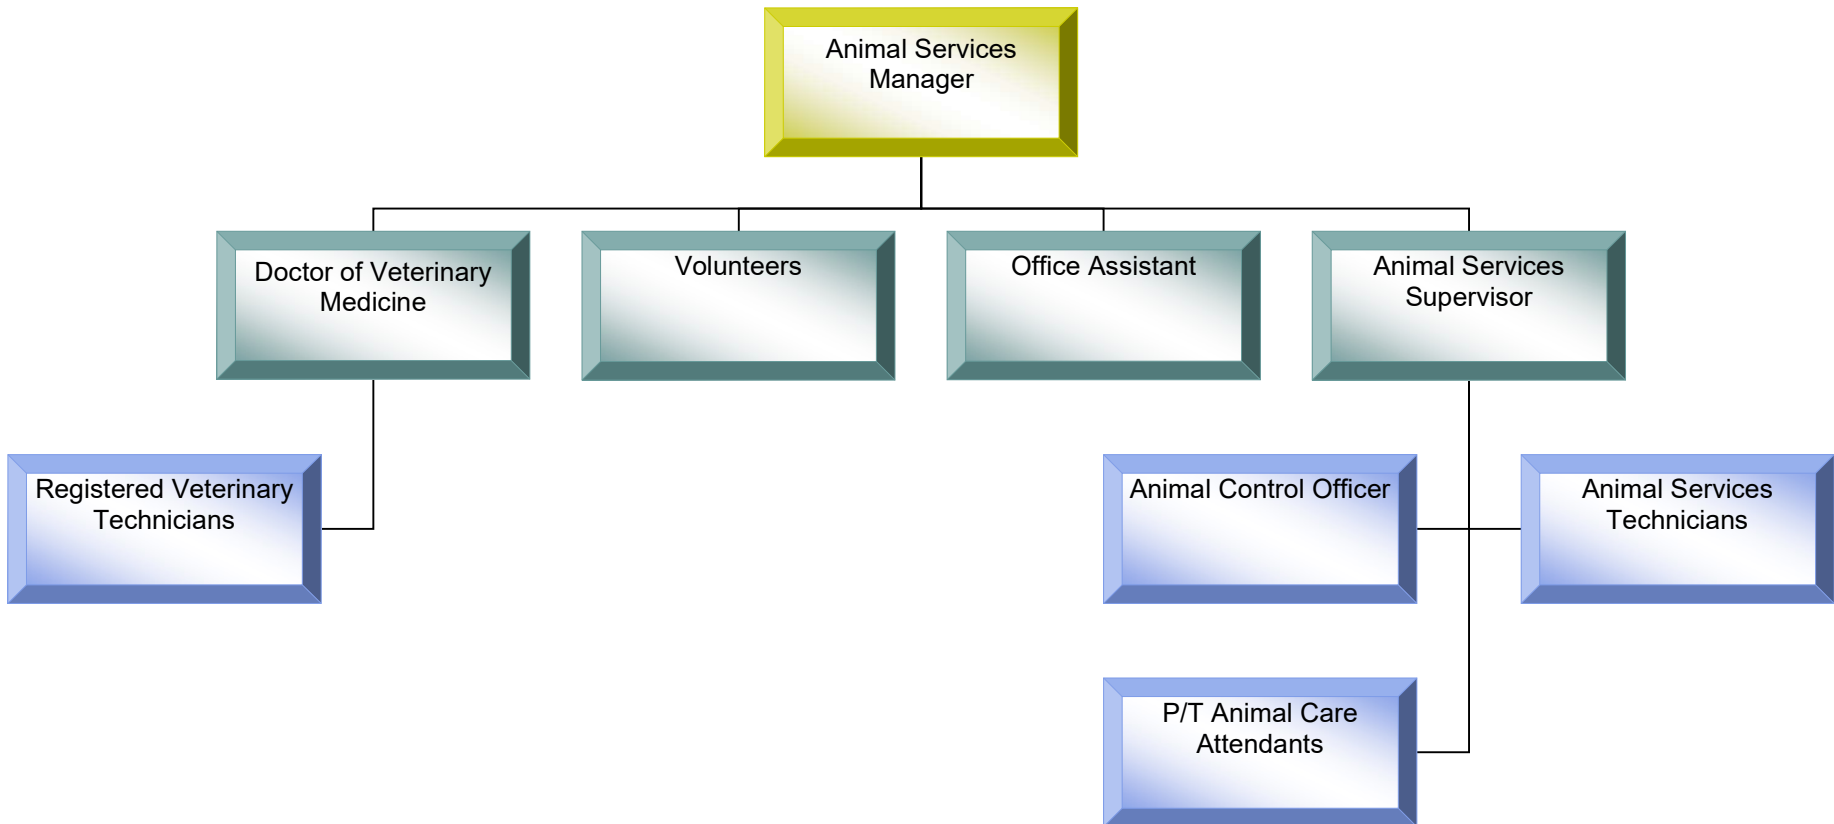 Animal Services
Manager
Doctor of Veterinary
Medicine
Volunteers
Office Assistant
Animal Services
Supervisor
Registered Veterinary
Technicians
Animal Control Officer
Animal Services
Technicians
P/T Animal Care
Attendants